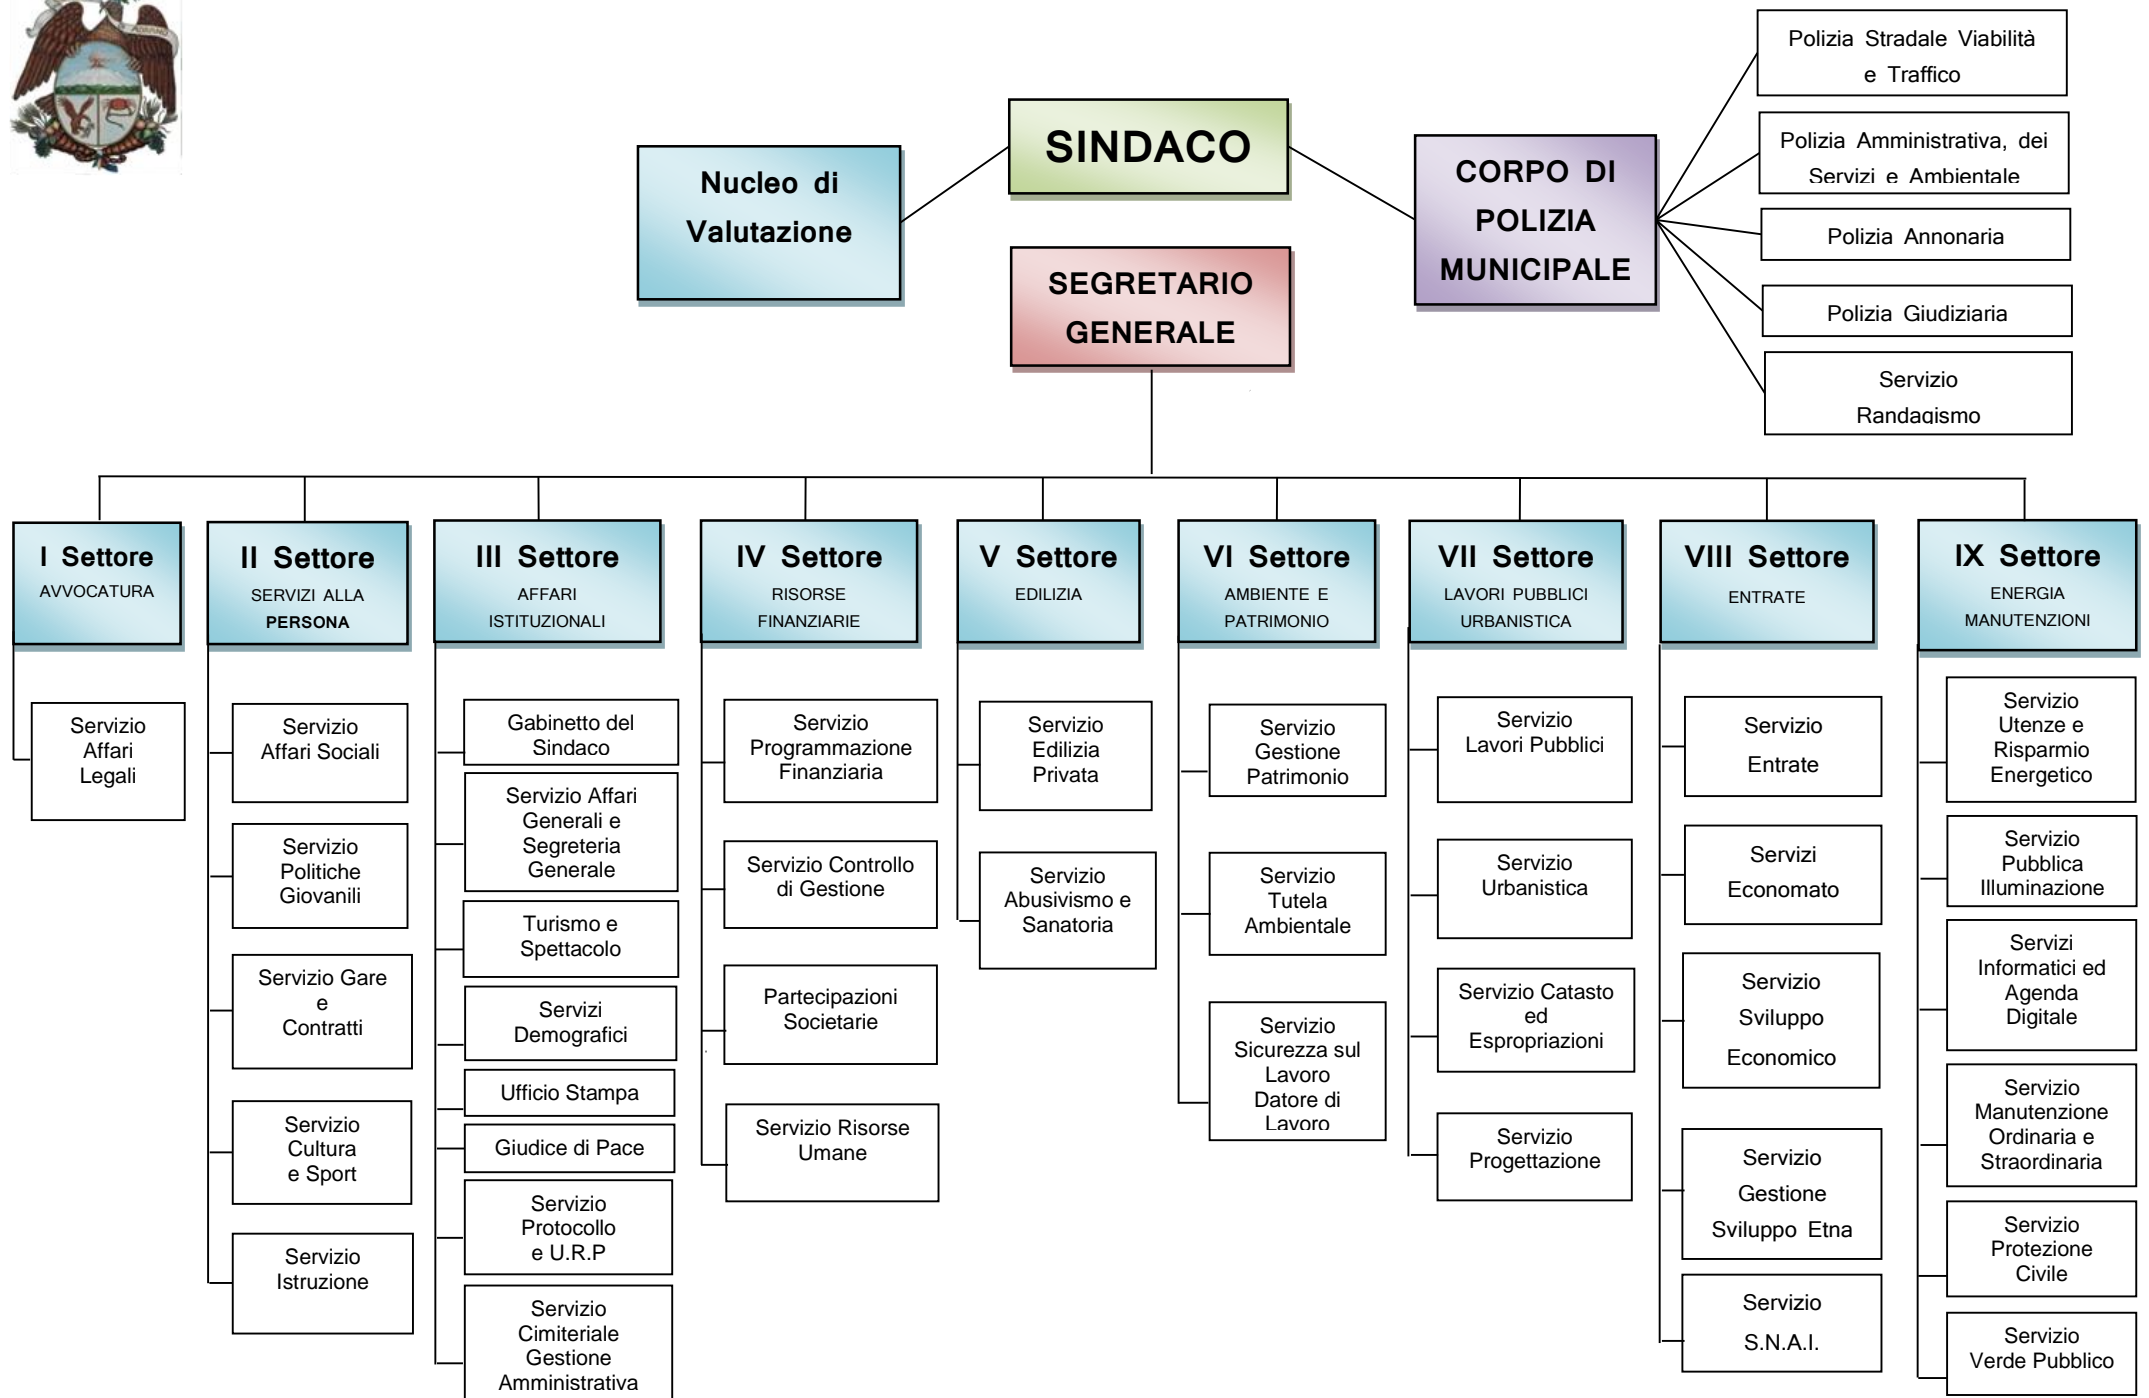 ADRANO
SINDACO
Nucleo di
Valutazione
SEGRETARIO
GENERALE
CORPO DI
POLIZIA
MUNICIPALE
Polizia Stradale Viabilità
e Traffico
Polizia Amministrativa, dei
Servizi e Ambientale
Polizia Annonaria
Polizia Giudiziaria
Servizio
Randagismo
I Settore
AVVOCATURA
Servizio
Affari
Legali
II Settore
SERVIZI ALLA
PERSONA
Servizio
Affari Sociali
Servizio
Politiche
Giovanili
Servizio Gare
e
Contratti
Servizio
Cultura
e Sport
Servizio
Istruzione
III Settore
AFFARI
ISTITUZIONALI
Gabinetto del
Sindaco
Servizio Affari
Generali e
Segreteria
Generale
Turismo e
Spettacolo
Servizi
Demografici
Ufficio Stampa
Giudice di Pace
Servizio
Protocollo
e U.R.P
Servizio
Cimiteriale
Gestione
Amministrativa
IV Settore
RISORSE
FINANZIARIE
Servizio
Programmazione
Finanziaria
Servizio Controllo
di Gestione
Partecipazioni
Societarie
Servizio Risorse
Umane
V Settore
EDILIZIA
Servizio
Edilizia
Privata
Servizio
Abusivismo e
Sanatoria
VI Settore
AMBIENTE E
PATRIMONIO
Servizio
Gestione
Patrimonio
Servizio
Tutela
Ambientale
Servizio
Sicurezza sul
Lavoro
Datore di
Lavoro
VII Settore
LAVORI PUBBLICI
URBANISTICA
Servizio
Lavori Pubblici
Servizio
Urbanistica
Servizio Catasto
ed
Espropriazioni
Servizio
Progettazione
VIII Settore
ENTRATE
Servizio
Entrate
Servizi
Economato
Servizio
Sviluppo
Economico
Servizio
Gestione
Sviluppo Etna
Servizio
S.N.A.I.
IX Settore
ENERGIA
MANUTENZIONI
Servizio
Utenze e
Risparmio
Energetico
Servizio
Pubblica
Illuminazione
Servizi
Informatici ed
Agenda
Digitale
Servizio
Manutenzione
Ordinaria e
Straordinaria
Servizio
Protezione
Civile
Servizio
Verde Pubblico